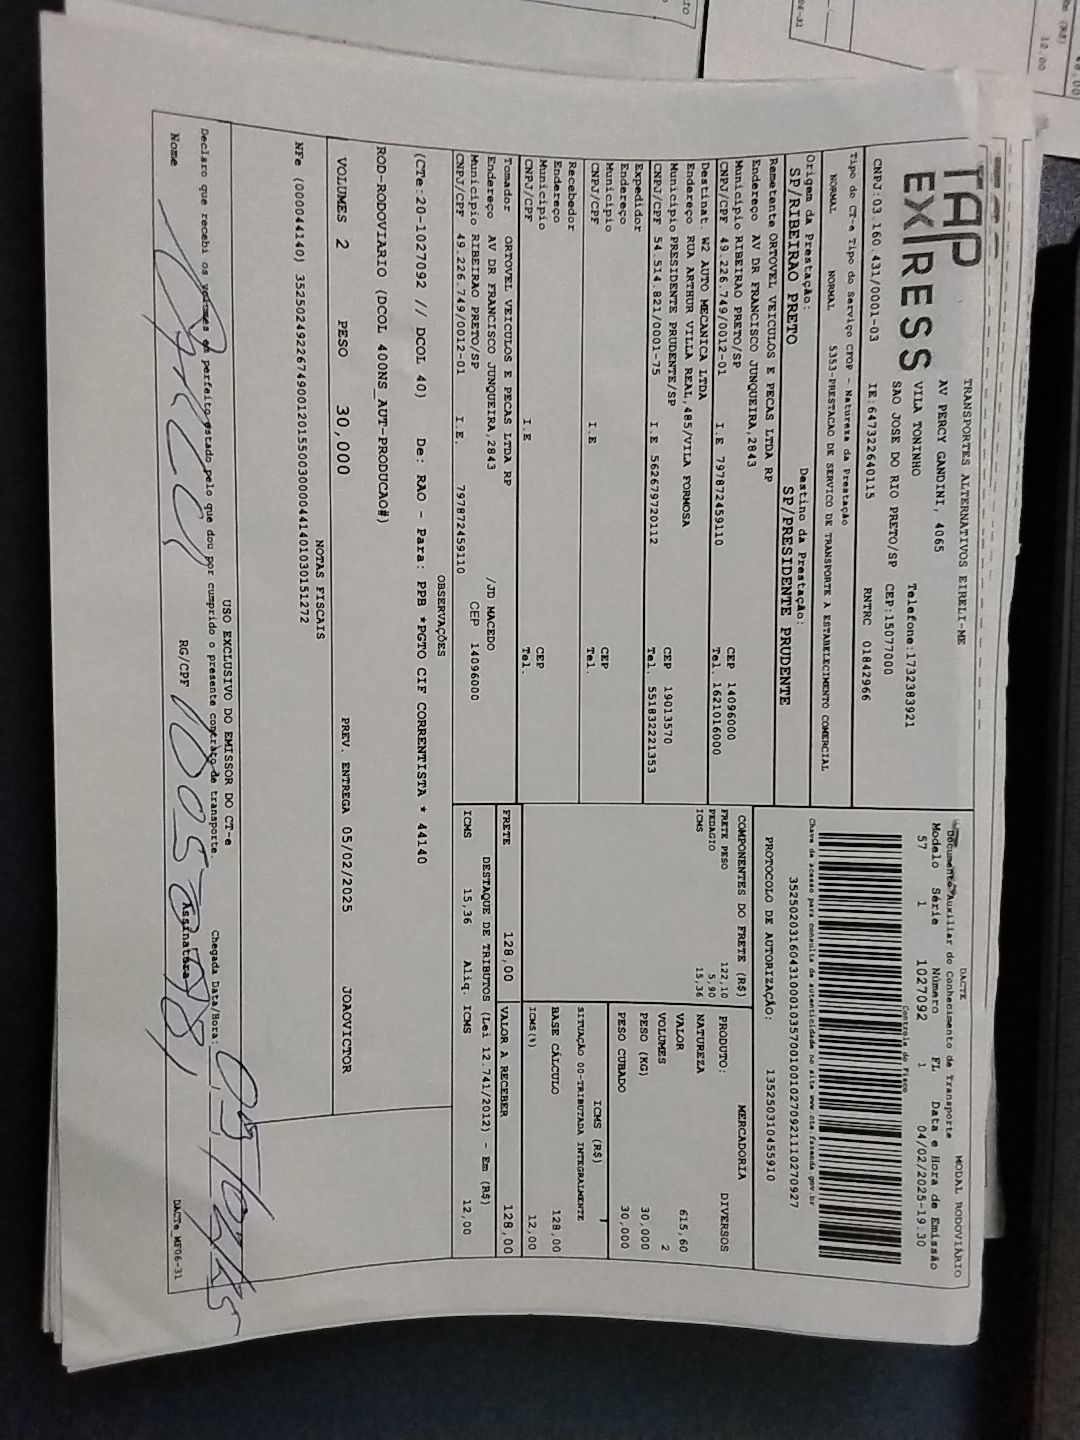 TAP
EXPRESS
TRANSPORTES ALTERNATIVOS EIRELI-ME
AV PERCY GANDINI, 4065
VILA TONINHO Telefone:1732383921
SAO JOSE DO RIO PRETO/SP CEP:15077000
CNPJ:03.160.431/0001-03 IE:647322640115 RNTRC 01842966
Tipo do CT-e Tipo do Serviço CFOP - Natureza da Prestação
NORMAL NORMAL 5353-PRESTACAO DE SERVICO DE TRANSPORTE A ESTABELECIMENTO COMERCIAL
Origem da Prestação: Destino da Prestação:
SP/RIBEIRAO PRETO SP/PRESIDENTE PRUDENTE
Remetente ORTOVEL VEICULOS E PECAS LTDA RP
Endereço AV DR FRANCISCO JUNQUEIRA,2843
Município RIBEIRAO PRETO/SP CEP 14096000
CNPJ/CPF 49.226.749/0012-01 I.E 797872459110 Tel. 1621016000
Destinat. W2 AUTO MECANICA LTDA
Endereço RUA ARTHUR VILLA REAL,485/VILA FORMOSA
Município PRESIDENTE PRUDENTE/SP CEP 19013570
CNPJ/CPF 54.514.821/0001-75 I.E 562679720112 Tel. 551832221353
Expedidor
Endereço
Município CEP
CNPJ/CPF I.E Tel.
Recebedor
Endereço
Município CEP
CNPJ/CPF I.E Tel.
Tomador ORTOVEL VEICULOS E PECAS LTDA RP
Endereço AV DR FRANCISCO JUNQUEIRA,2843 /JD MACEDO
Município RIBEIRAO PRETO/SP CEP 14096000
CNPJ/CPF 49.226.749/0012-01 I.E. 797872459110
DACTE MODAL RODOVIÁRIO
Documento Auxiliar do Conhecimento de Transporte
Modelo Série Número FL Data e Hora de Emissão
57 1 1027092 1 04/02/2025-19:30
Controle do Fisco
Chave de acesso para consulta de autenticidade no site www.cte.fazenda.gov.br
35250203160431000103570010010270921110270927
PROTOCOLO DE AUTORIZAÇÃO: 135250310455910
COMPONENTES DO FRETE (R$)
FRETE PESO 122,10
PEDAGIO 5,90
ICMS 15,36
MERCADORIA
PRODUTO: DIVERSOS
NATUREZA
VALOR 615,60
VOLUMES 2
PESO (KG) 30,000
PESO CUBADO 30,000
ICMS (R$)
SITUAÇÃO 00-TRIBUTADA INTEGRALMENTE
BASE CÁLCULO 128,00
ICMS(%) 12,00
FRETE 128,00 VALOR A RECEBER 128,00
DESTAQUE DE TRIBUTOS (Lei 12.741/2012) - Em (R$)
ICMS 15,36 Aliq. ICMS 12,00
OBSERVAÇÕES
(CTe:20-1027092 // DCOL 40) De: RAO - Para: PPB *PGTO CIF CORRENTISTA * 44140
ROD-RODOVIARIO (DCOL 400NS_AUT-PRODUCAO#)
VOLUMES 2 PESO 30,000 PREV. ENTREGA 05/02/2025 JOAOVICTOR
NOTAS FISCAIS
NFe (000044140) 35250249226749001201550030000441401030151272
USO EXCLUSIVO DO EMISSOR DO CT-e
Declaro que recebi os volumes em perfeito estado pelo que dou por cumprido o presente contrato de transporte. Chegada Data/Hora:
Nome RG/CPF Assinatura
DACTe_MF06-31